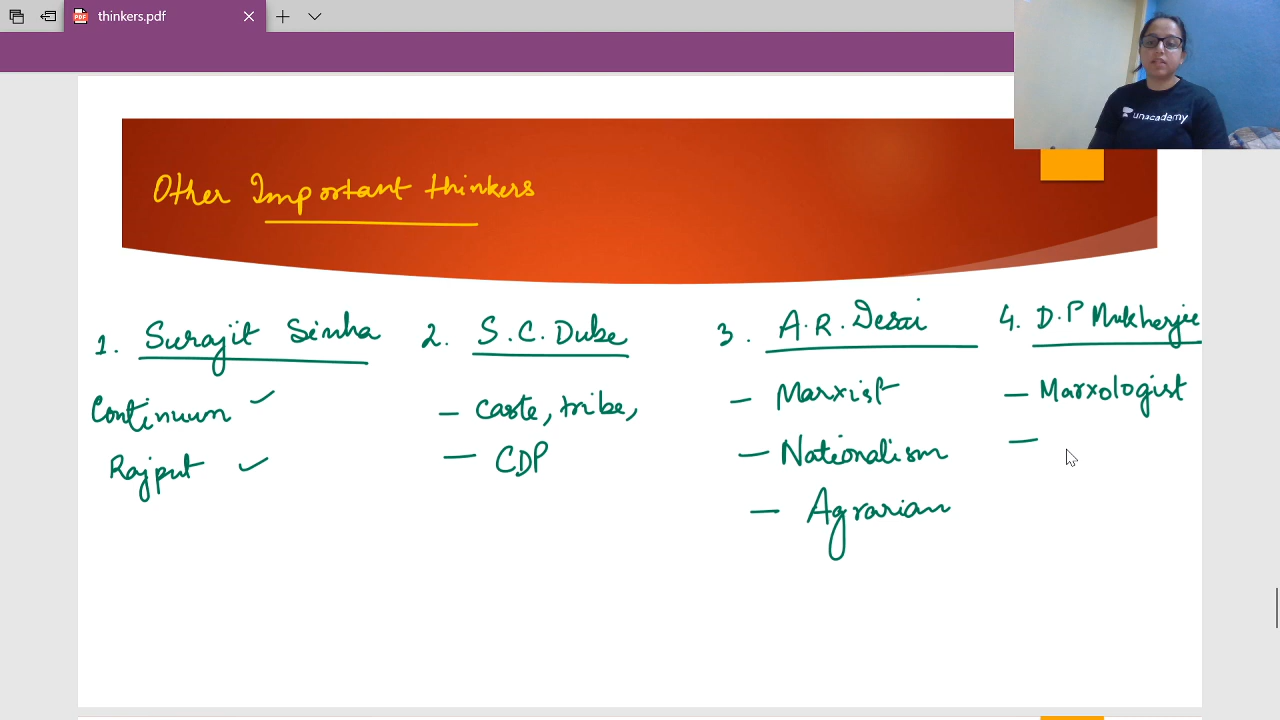 thinkers.pdf
PDF
unacademy
Other Important thinkers
1. Surajit Sinha
Continuum
Rajput
2. S.C. Dube
- Caste, tribe,
- CDP
3. A.R. Desai
- Marxist
- Nationalism
- Agrarian
4. D.P Mukherjee
- Marxologist
-